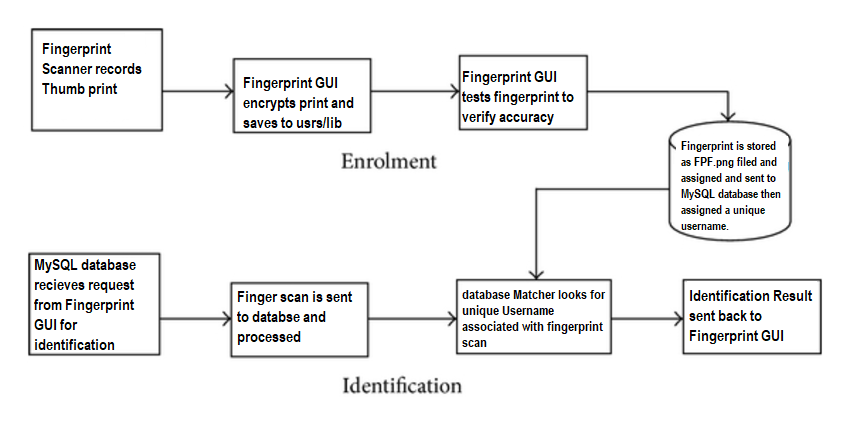 Fingerprint
Scanner records
Thumb print
Fingerprint GUI
encrypts print and
saves to usrs/lib
Fingerprint GUI
tests fingerprint to
verify accuracy
Fingerprint is stored
as FPF.png filed and
assigned and sent to
MySQL database then
assigned a unique
username.
Enrolment
MySQL database
recieves request
from Fingerprint
GUI for
identification
Finger scan is sent
to databse and
processed
database Matcher looks for
unique Username
associated with fingerprint
scan
Identification Result
sent back to
Fingerprint GUI
Identification